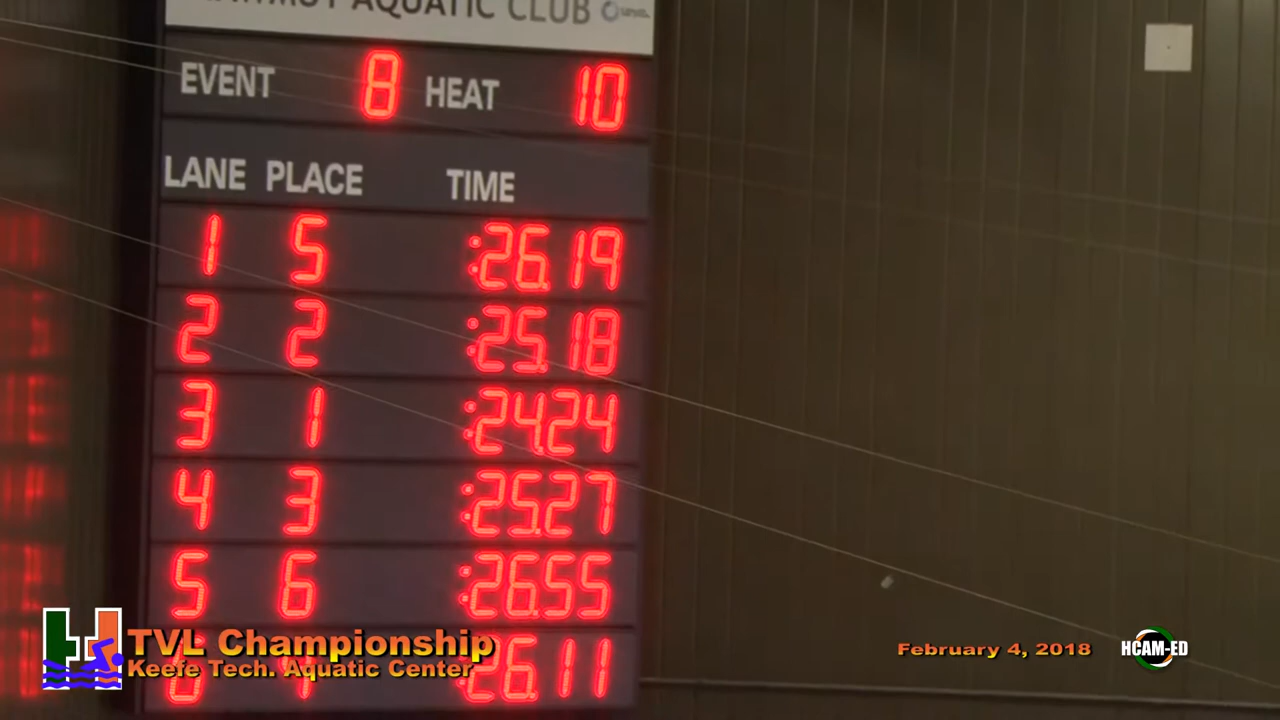 AQUATIC CLUB
EVENT 8 HEAT 10
LANE PLACE TIME
1 5 :26.19
2 2 :25.18
3 1 :24.24
4 3 :25.27
5 6 :26.55
6 4 :26.11
TVL Championship
Keefe Tech. Aquatic Center
February 4, 2018
HCAM-ED